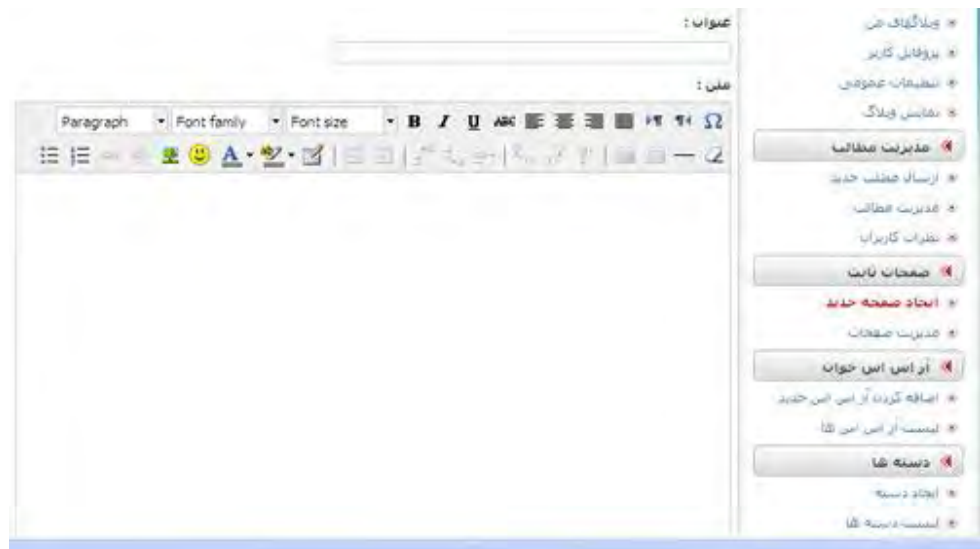 عنوان :
متن :
Paragraph Font family Font size B I U ABC
وبلاگهای من
پروفایل کاربر
تنظیمات عمومی
نمایش وبلاگ
مدیریت مطالب
ارسال مطلب جدید
مدیریت مطالب
نظرات کاربران
صفحات ثابت
ایجاد صفحه جدید
مدیریت صفحات
آر اس اس خوان
اضافه کردن آر اس اس جدید
لیست آر اس اس ها
دسته ها
ایجاد دسته
لیست دسته ها